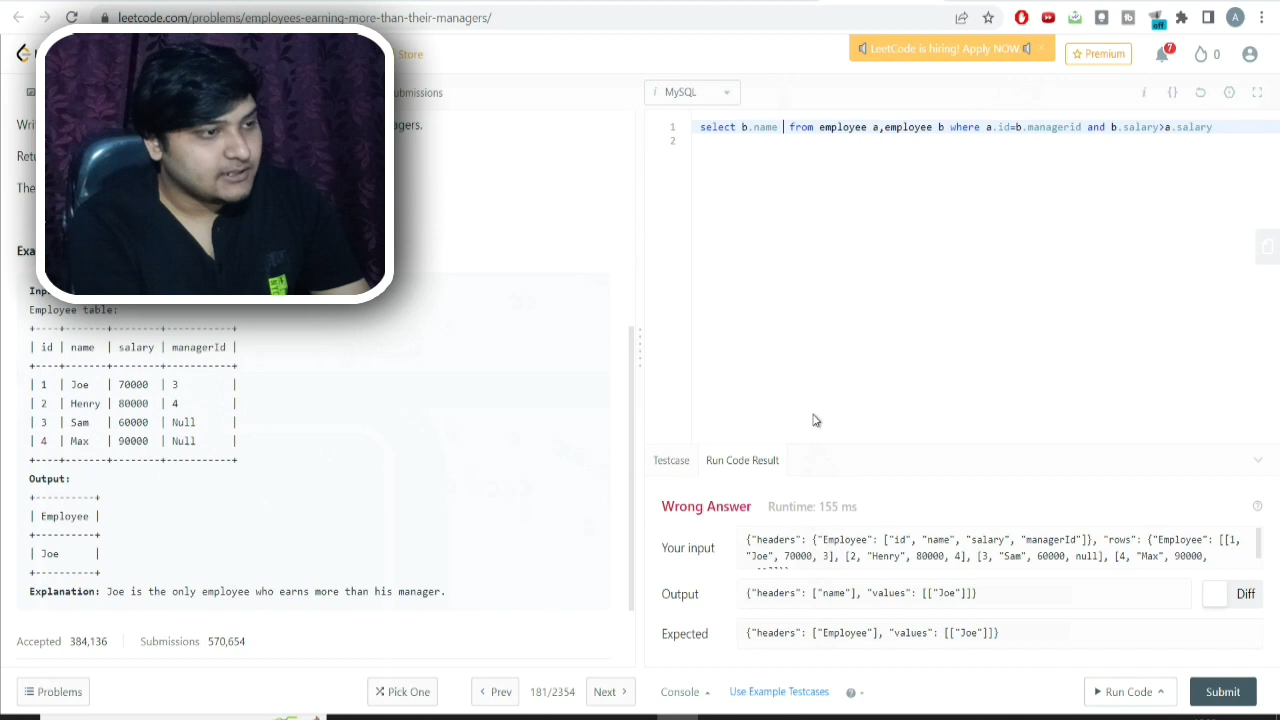 leetcode.com/problems/employees-earning-more-than-their-managers/
off
A
Store
LeetCode is hiring! Apply NOW.
×
Premium
7
0
ubmissions
i MySQL
i {}
Wri
agers.
Retu
The
1 select b.name from employee a,employee b where a.id=b.managerid and b.salary>a.salary
2
Exa
Inp
Employee table:
+----+-------+--------+-----------+
| id | name | salary | managerId |
+----+-------+--------+-----------+
| 1 | Joe | 70000 | 3 |
| 2 | Henry | 80000 | 4 |
| 3 | Sam | 60000 | Null |
| 4 | Max | 90000 | Null |
+----+-------+--------+-----------+
Output:
+----------+
| Employee |
+----------+
| Joe |
+----------+
Explanation: Joe is the only employee who earns more than his manager.
Accepted 384,136 Submissions 570,654
Testcase Run Code Result
Wrong Answer Runtime: 155 ms
Your input
{"headers": {"Employee": ["id", "name", "salary", "managerId"]}, "rows": {"Employee": [[1,
"Joe", 70000, 3], [2, "Henry", 80000, 4], [3, "Sam", 60000, null], [4, "Max", 90000,
Output {"headers": ["name"], "values": [["Joe"]]} Diff
Expected {"headers": ["Employee"], "values": [["Joe"]]}
Problems Pick One Prev 181/2354 Next Console Use Example Testcases Run Code Submit